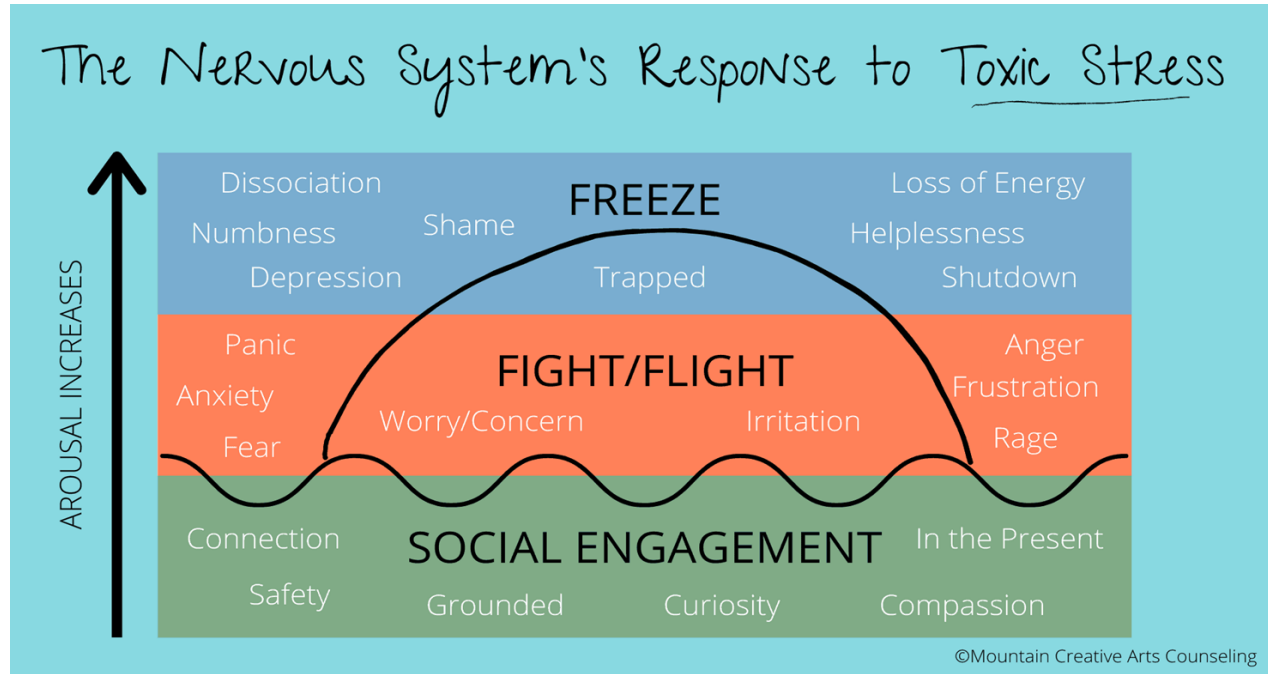 The Nervous System's Response to Toxic Stress
AROUSAL INCREASES
Dissociation
Numbness
Shame
Depression
FREEZE
Trapped
Loss of Energy
Helplessness
Shutdown
Panic
Anxiety
Fear
FIGHT/FLIGHT
Worry/Concern
Irritation
Anger
Frustration
Rage
Connection
SOCIAL ENGAGEMENT
In the Present
Safety
Grounded
Curiosity
Compassion
©Mountain Creative Arts Counseling